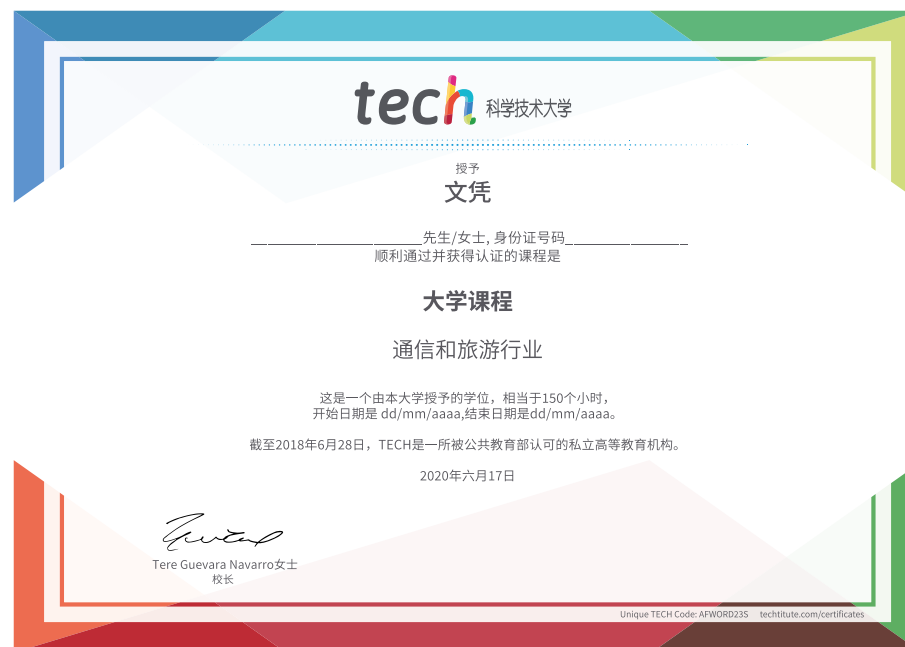 tech 科学技术大学
授予
文凭
______________________先生/女士, 身份证号码________________
顺利通过并获得认证的课程是
大学课程
通信和旅游行业
这是一个由本大学授予的学位，相当于150个小时，
开始日期是 dd/mm/aaaa,结束日期是dd/mm/aaaa。
截至2018年6月28日，TECH是一所被公共教育部认可的私立高等教育机构。
2020年六月17日
Tere Guevara Navarro女士
校长
Unique TECH Code: AFWORD23S techtitute.com/certificates